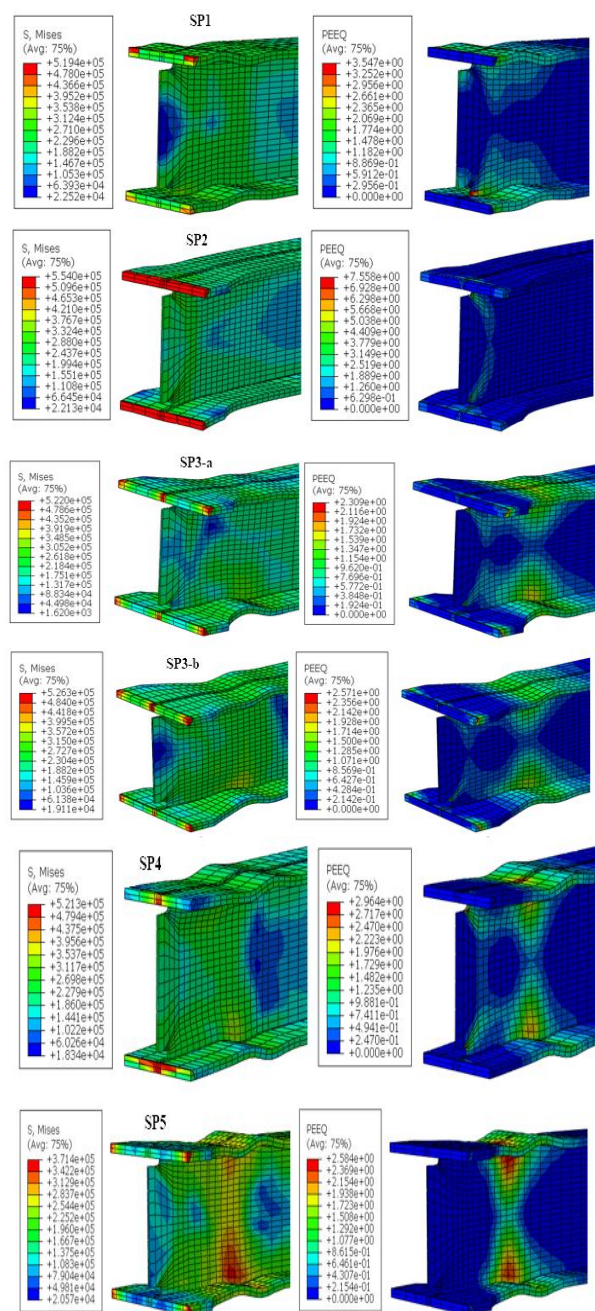 SP1
S, Mises
(Avg: 75%)
+5.194e+05
+4.780e+05
+4.366e+05
+3.952e+05
+3.538e+05
+3.124e+05
+2.710e+05
+2.296e+05
+1.882e+05
+1.467e+05
+1.053e+05
+6.393e+04
+2.252e+04
PEEQ
(Avg: 75%)
+3.547e+00
+3.252e+00
+2.956e+00
+2.661e+00
+2.365e+00
+2.069e+00
+1.774e+00
+1.478e+00
+1.182e+00
+8.869e-01
+5.912e-01
+2.956e-01
+0.000e+00
SP2
S, Mises
(Avg: 75%)
+5.540e+05
+5.096e+05
+4.653e+05
+4.210e+05
+3.767e+05
+3.324e+05
+2.880e+05
+2.437e+05
+1.994e+05
+1.551e+05
+1.108e+05
+6.645e+04
+2.213e+04
PEEQ
(Avg: 75%)
+7.558e+00
+6.928e+00
+6.298e+00
+5.668e+00
+5.038e+00
+4.409e+00
+3.779e+00
+3.149e+00
+2.519e+00
+1.889e+00
+1.260e+00
+6.298e-01
+0.000e+00
SP3-a
S, Mises
(Avg: 75%)
+5.220e+05
+4.786e+05
+4.352e+05
+3.919e+05
+3.485e+05
+3.052e+05
+2.618e+05
+2.184e+05
+1.751e+05
+1.317e+05
+8.834e+04
+4.498e+04
+1.620e+03
PEEQ
(Avg: 75%)
+2.309e+00
+2.116e+00
+1.924e+00
+1.732e+00
+1.539e+00
+1.347e+00
+1.154e+00
+9.620e-01
+7.696e-01
+5.772e-01
+3.848e-01
+1.924e-01
+0.000e+00
SP3-b
S, Mises
(Avg: 75%)
+5.263e+05
+4.840e+05
+4.418e+05
+3.995e+05
+3.572e+05
+3.150e+05
+2.727e+05
+2.304e+05
+1.882e+05
+1.459e+05
+1.036e+05
+6.138e+04
+1.911e+04
PEEQ
(Avg: 75%)
+2.571e+00
+2.356e+00
+2.142e+00
+1.928e+00
+1.714e+00
+1.500e+00
+1.285e+00
+1.071e+00
+8.569e-01
+6.427e-01
+4.284e-01
+2.142e-01
+0.000e+00
SP4
S, Mises
(Avg: 75%)
+5.213e+05
+4.794e+05
+4.375e+05
+3.956e+05
+3.537e+05
+3.117e+05
+2.698e+05
+2.279e+05
+1.860e+05
+1.441e+05
+1.022e+05
+6.026e+04
+1.834e+04
PEEQ
(Avg: 75%)
+2.964e+00
+2.717e+00
+2.470e+00
+2.223e+00
+1.976e+00
+1.729e+00
+1.482e+00
+1.235e+00
+9.881e-01
+7.411e-01
+4.941e-01
+2.470e-01
+0.000e+00
SP5
S, Mises
(Avg: 75%)
+3.714e+05
+3.422e+05
+3.129e+05
+2.837e+05
+2.544e+05
+2.252e+05
+1.960e+05
+1.667e+05
+1.375e+05
+1.083e+05
+7.904e+04
+4.981e+04
+2.057e+04
PEEQ
(Avg: 75%)
+2.584e+00
+2.369e+00
+2.154e+00
+1.938e+00
+1.723e+00
+1.508e+00
+1.292e+00
+1.077e+00
+8.615e-01
+6.461e-01
+4.307e-01
+2.154e-01
+0.000e+00